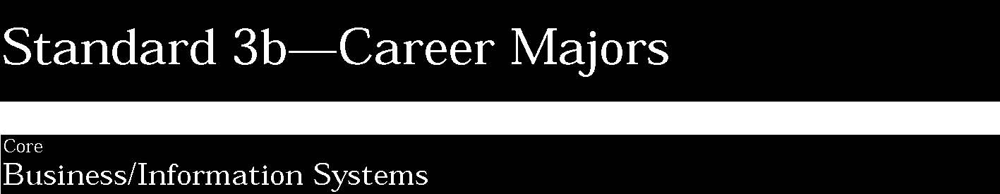 Standard 3b—Career Majors
Core
Business/Information Systems